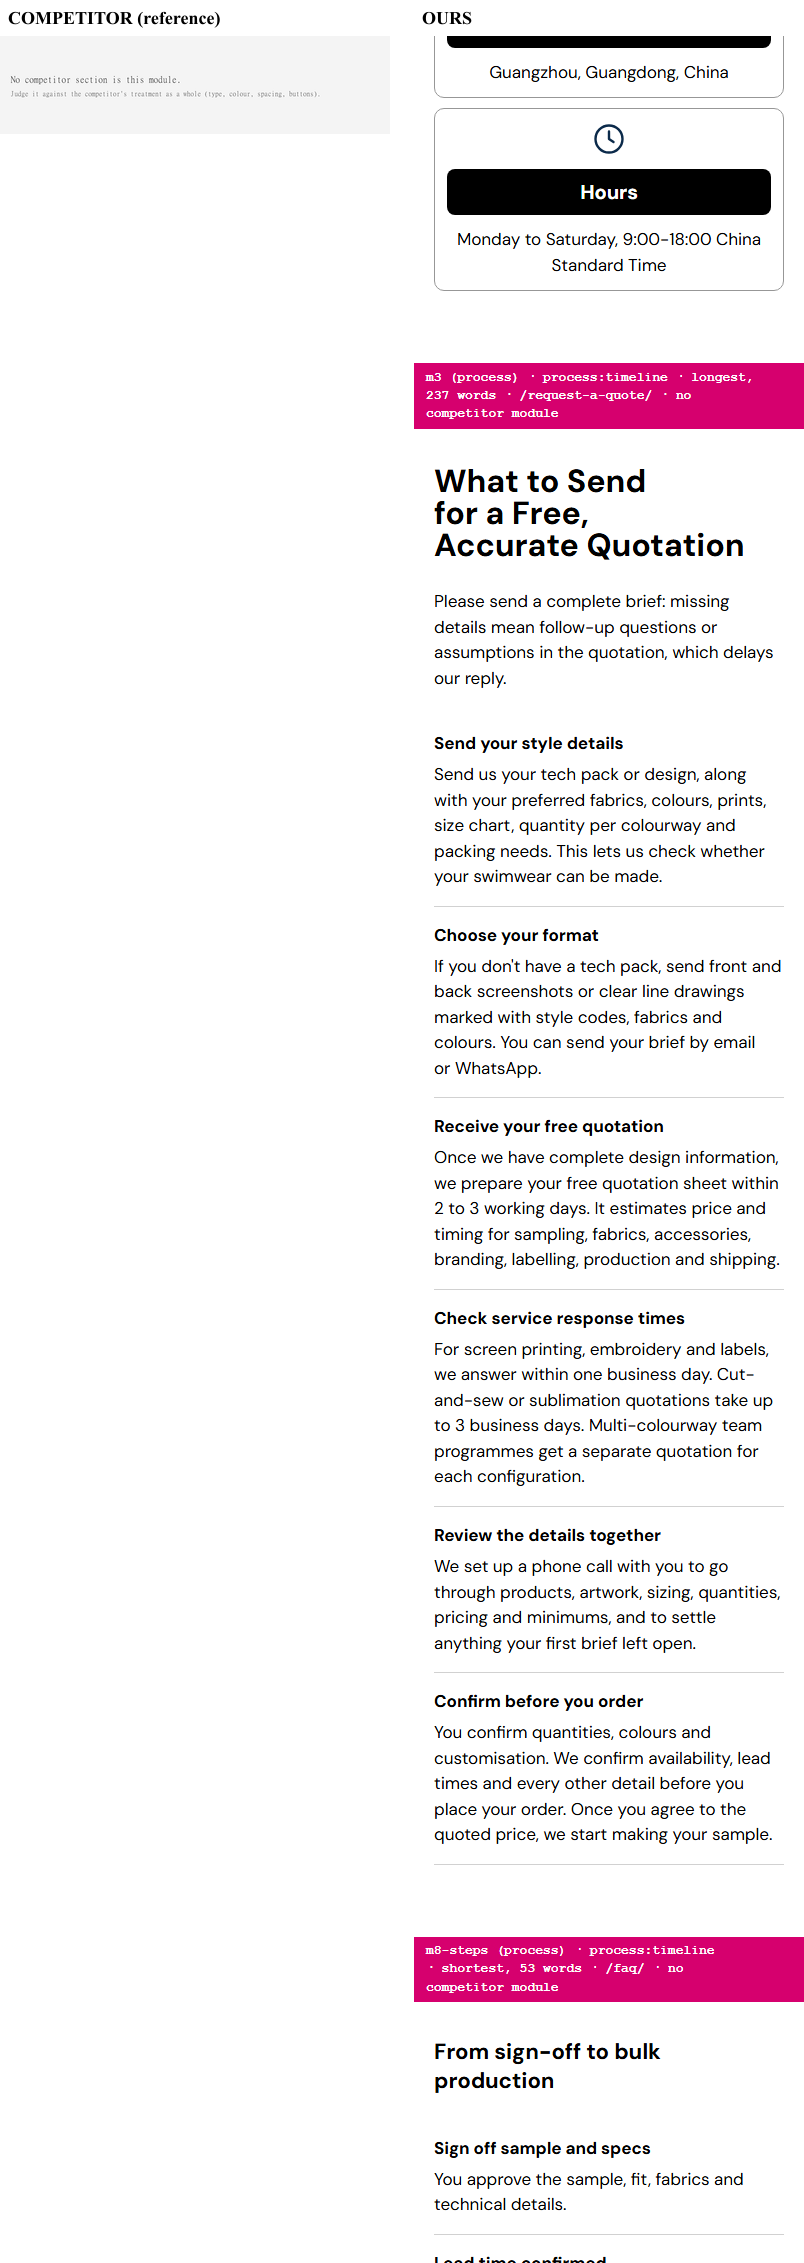 COMPETITOR (reference)
OURS
No competitor section is this module.
Judge it against the competitor's treatment as a whole (type, colour, spacing, buttons).
Guangzhou, Guangdong, China
Hours
Monday to Saturday, 9:00-18:00 China
Standard Time
m3 (process) · process:timeline · longest,
237 words · /request-a-quote/ · no
competitor module
What to Send
for a Free,
Accurate Quotation
Please send a complete brief: missing
details mean follow-up questions or
assumptions in the quotation, which delays
our reply.
Send your style details
Send us your tech pack or design, along
with your preferred fabrics, colours, prints,
size chart, quantity per colourway and
packing needs. This lets us check whether
your swimwear can be made.
Choose your format
If you don't have a tech pack, send front and
back screenshots or clear line drawings
marked with style codes, fabrics and
colours. You can send your brief by email
or WhatsApp.
Receive your free quotation
Once we have complete design information,
we prepare your free quotation sheet within
2 to 3 working days. It estimates price and
timing for sampling, fabrics, accessories,
branding, labelling, production and shipping.
Check service response times
For screen printing, embroidery and labels,
we answer within one business day. Cut-
and-sew or sublimation quotations take up
to 3 business days. Multi-colourway team
programmes get a separate quotation for
each configuration.
Review the details together
We set up a phone call with you to go
through products, artwork, sizing, quantities,
pricing and minimums, and to settle
anything your first brief left open.
Confirm before you order
You confirm quantities, colours and
customisation. We confirm availability, lead
times and every other detail before you
place your order. Once you agree to the
quoted price, we start making your sample.
m8-steps (process) · process:timeline
· shortest, 53 words · /faq/ · no
competitor module
From sign-off to bulk
production
Sign off sample and specs
You approve the sample, fit, fabrics and
technical details.
Lead time confirmed